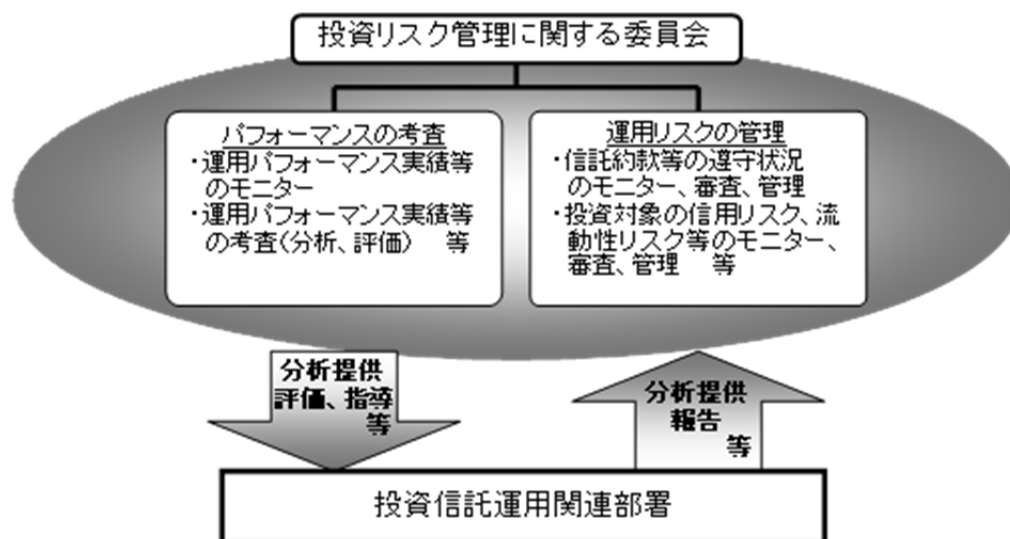 投資リスク管理に関する委員会
パフォーマンスの考査
・運用パフォーマンス実績等
のモニター
・運用パフォーマンス実績等
の考査(分析、評価) 等
運用リスクの管理
・信託約款等の遵守状況
のモニター、審査、管理
・投資対象の信用リスク、流
動性リスク等のモニター、
審査、管理 等
分析提供
評価、指導
等
分析提供
報告
等
投資信託運用関連部署